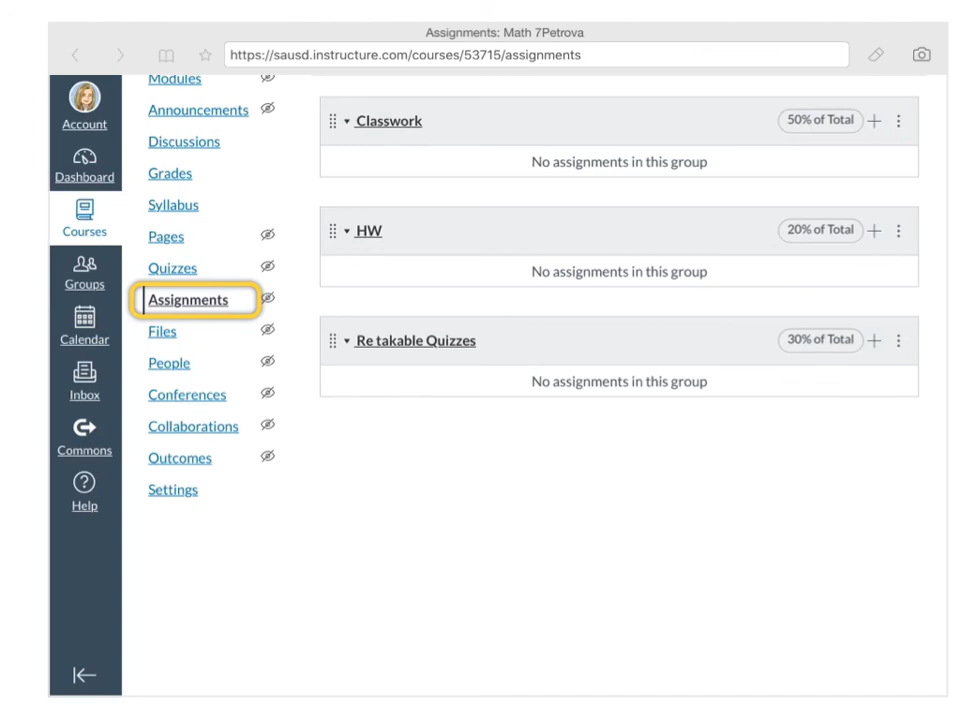 Assignments: Math 7Petrova
https://sausd.instructure.com/courses/53715/assignments
Account
Dashboard
Courses
Groups
Calendar
Inbox
Commons
Help
Modules
Announcements
Discussions
Grades
Syllabus
Pages
Quizzes
Assignments
Files
People
Conferences
Collaborations
Outcomes
Settings
Classwork 50% of Total
No assignments in this group
HW 20% of Total
No assignments in this group
Re takable Quizzes 30% of Total
No assignments in this group